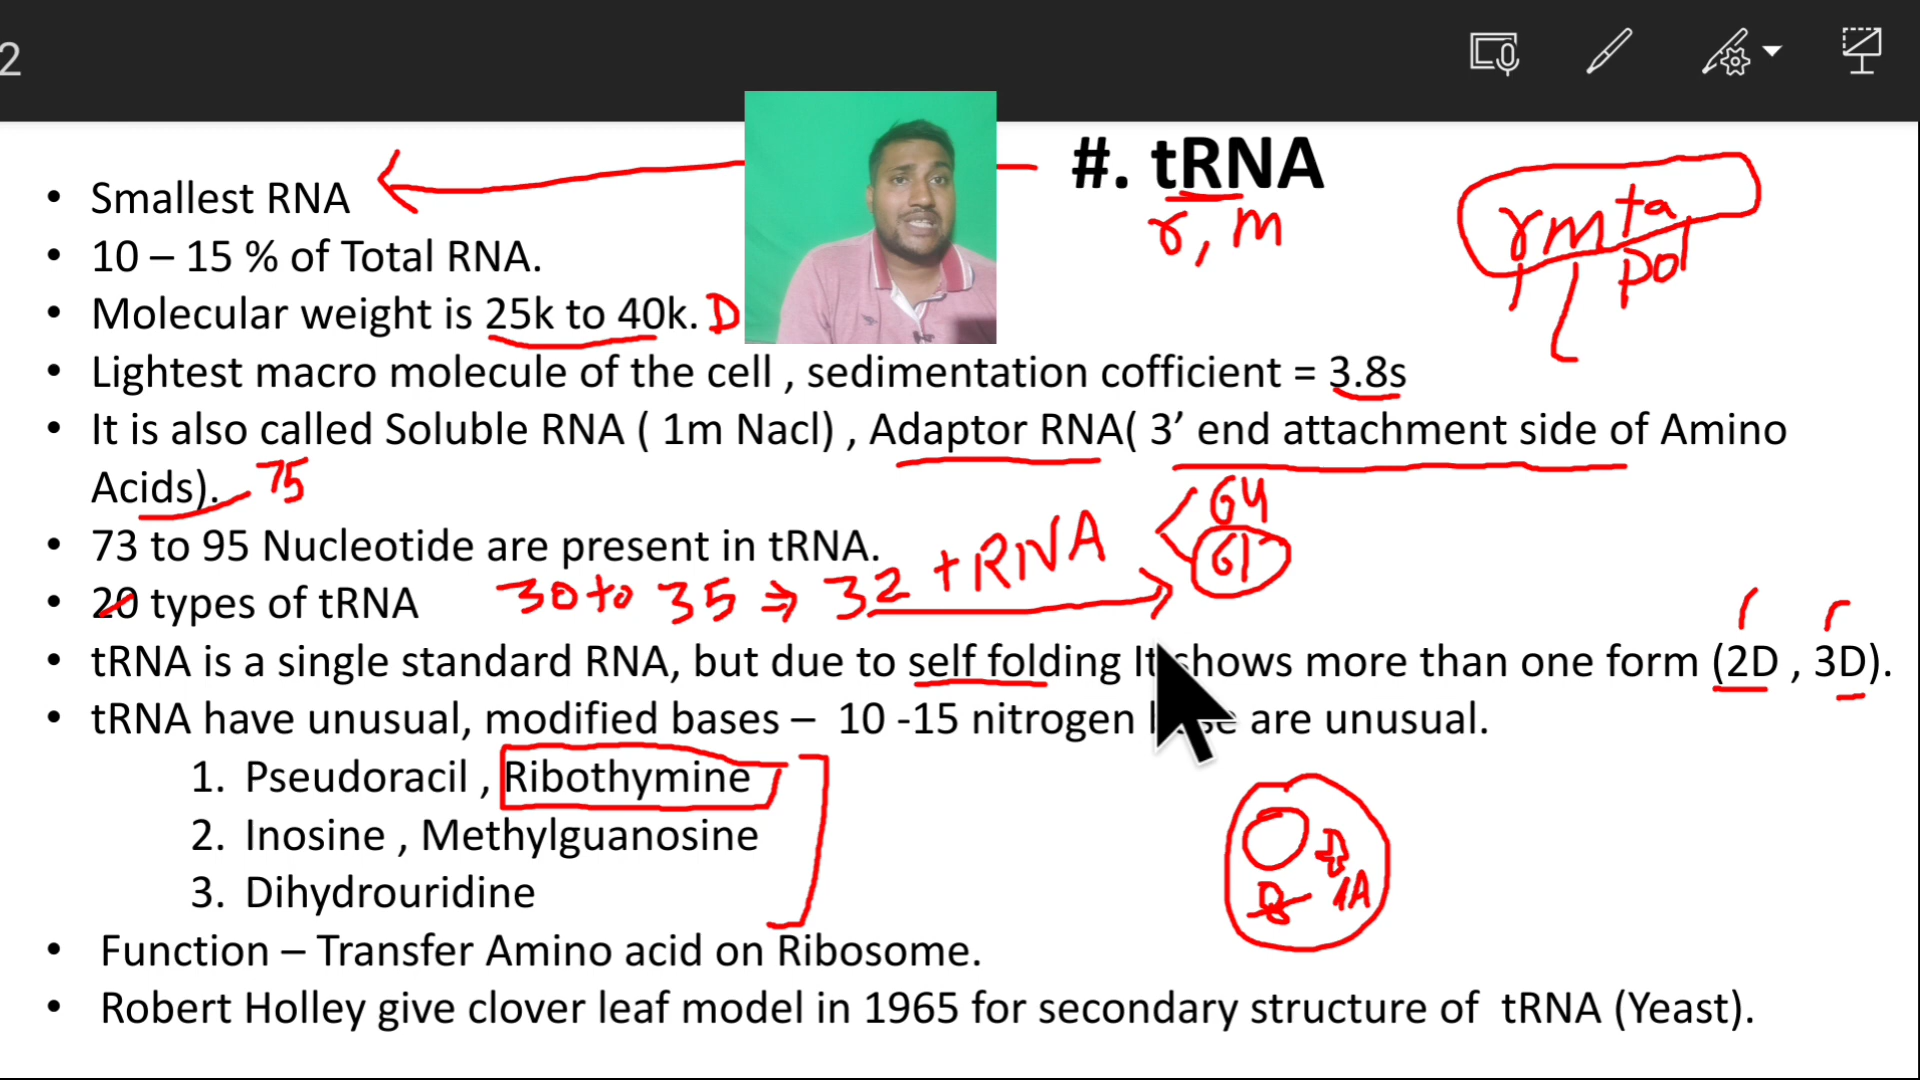 2
#. tRNA
r, m
rmta
pol
• Smallest RNA
• 10 – 15 % of Total RNA.
• Molecular weight is 25k to 40k. D
• Lightest macro molecule of the cell , sedimentation cofficient = 3.8s
• It is also called Soluble RNA ( 1m Nacl) , Adaptor RNA( 3’ end attachment side of Amino
Acids). 75
64
61
• 73 to 95 Nucleotide are present in tRNA.
• 20 types of tRNA 30 to 35 ⇒ 32 tRNA
• tRNA is a single standard RNA, but due to self folding It shows more than one form (2D , 3D).
• tRNA have unusual, modified bases – 10 -15 nitrogen are unusual.
1. Pseudoracil , Ribothymine
2. Inosine , Methylguanosine
3. Dihydrouridine
• Function – Transfer Amino acid on Ribosome.
• Robert Holley give clover leaf model in 1965 for secondary structure of tRNA (Yeast).